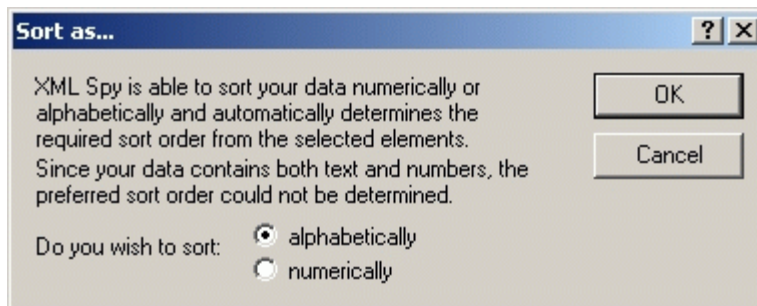 Sort as...
XML Spy is able to sort your data numerically or
alphabetically and automatically determines the
required sort order from the selected elements.
Since your data contains both text and numbers, the
preferred sort order could not be determined.
OK
Cancel
Do you wish to sort:
alphabetically
numerically